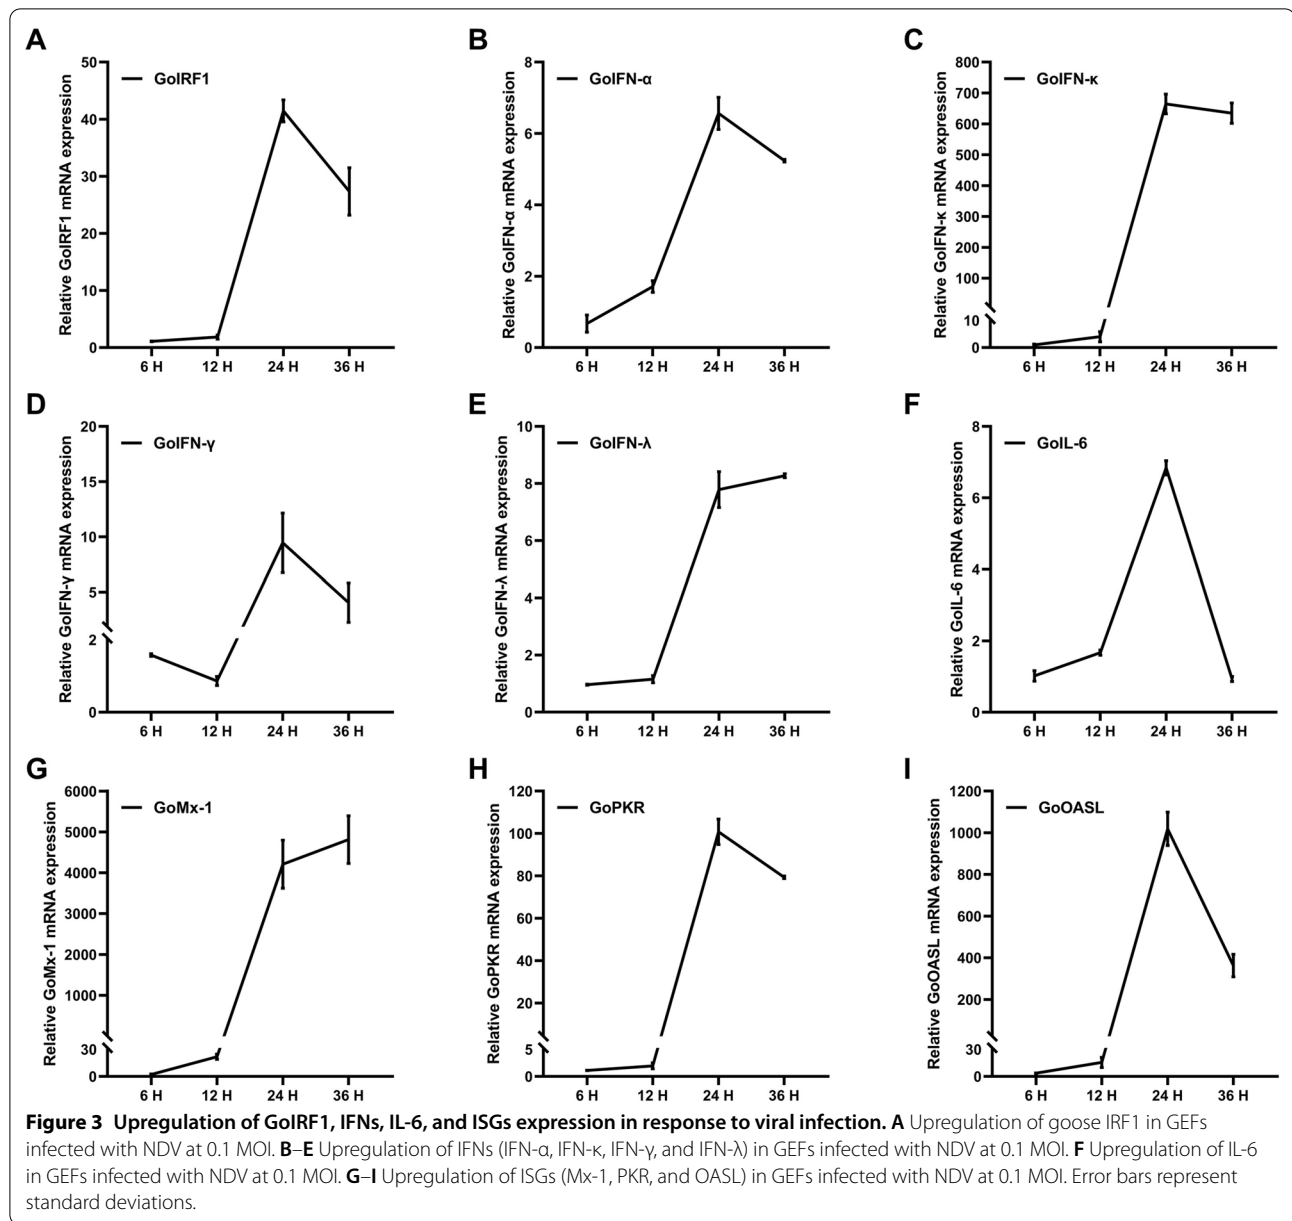 A
Relative GoIRF1 mRNA expression
GoIRF1
50
40
30
20
10
0
6 H 12 H 24 H 36 H
B
Relative GoIFN-α mRNA expression
GoIFN-α
8
6
4
2
0
6 H 12 H 24 H 36 H
C
Relative GoIFN-κ mRNA expression
GoIFN-κ
800
700
600
500
400
300
200
100
10
0
6 H 12 H 24 H 36 H
D
Relative GoIFN-γ mRNA expression
GoIFN-γ
20
15
10
5
2
0
6 H 12 H 24 H 36 H
E
Relative GoIFN-λ mRNA expression
GoIFN-λ
10
8
6
4
2
0
6 H 12 H 24 H 36 H
F
Relative GoIL-6 mRNA expression
GoIL-6
8
6
4
2
0
6 H 12 H 24 H 36 H
G
Relative GoMx-1 mRNA expression
GoMx-1
6000
5000
4000
3000
2000
1000
30
0
6 H 12 H 24 H 36 H
H
Relative GoPKR mRNA expression
GoPKR
120
100
80
60
40
20
5
0
6 H 12 H 24 H 36 H
I
Relative GoOASL mRNA expression
GoOASL
1200
1000
800
600
400
200
30
0
6 H 12 H 24 H 36 H
Figure 3 Upregulation of GoIRF1, IFNs, IL-6, and ISGs expression in response to viral infection. A Upregulation of goose IRF1 in GEFs
infected with NDV at 0.1 MOI. B–E Upregulation of IFNs (IFN-α, IFN-κ, IFN-γ, and IFN-λ) in GEFs infected with NDV at 0.1 MOI. F Upregulation of IL-6
in GEFs infected with NDV at 0.1 MOI. G–I Upregulation of ISGs (Mx-1, PKR, and OASL) in GEFs infected with NDV at 0.1 MOI. Error bars represent
standard deviations.